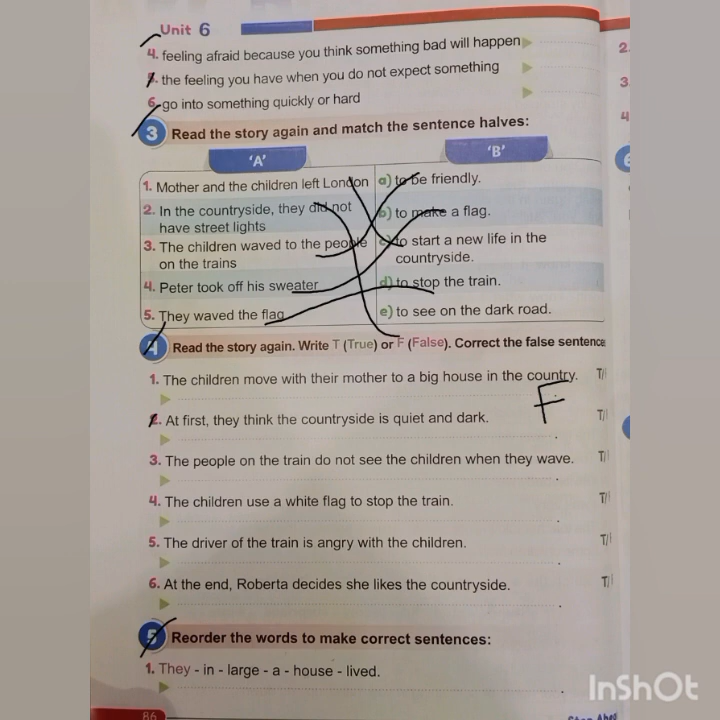 Unit 6
4. feeling afraid because you think something bad will happen
5. the feeling you have when you do not expect something
6. go into something quickly or hard
2.
3.
4
3 Read the story again and match the sentence halves:
'A'
'B'
1. Mother and the children left London
a) to be friendly.
2. In the countryside, they did not
have street lights
b) to make a flag.
3. The children waved to the people
on the trains
c) to start a new life in the
countryside.
4. Peter took off his sweater
d) to stop the train.
5. They waved the flag
e) to see on the dark road.
4 Read the story again. Write T (True) or F (False). Correct the false sentence
1. The children move with their mother to a big house in the country. T/
F
2. At first, they think the countryside is quiet and dark. T/
3. The people on the train do not see the children when they wave. T/
4. The children use a white flag to stop the train. T/
5. The driver of the train is angry with the children. T/
6. At the end, Roberta decides she likes the countryside. T/
5 Reorder the words to make correct sentences:
1. They - in - large - a - house - lived.
86
InShOt